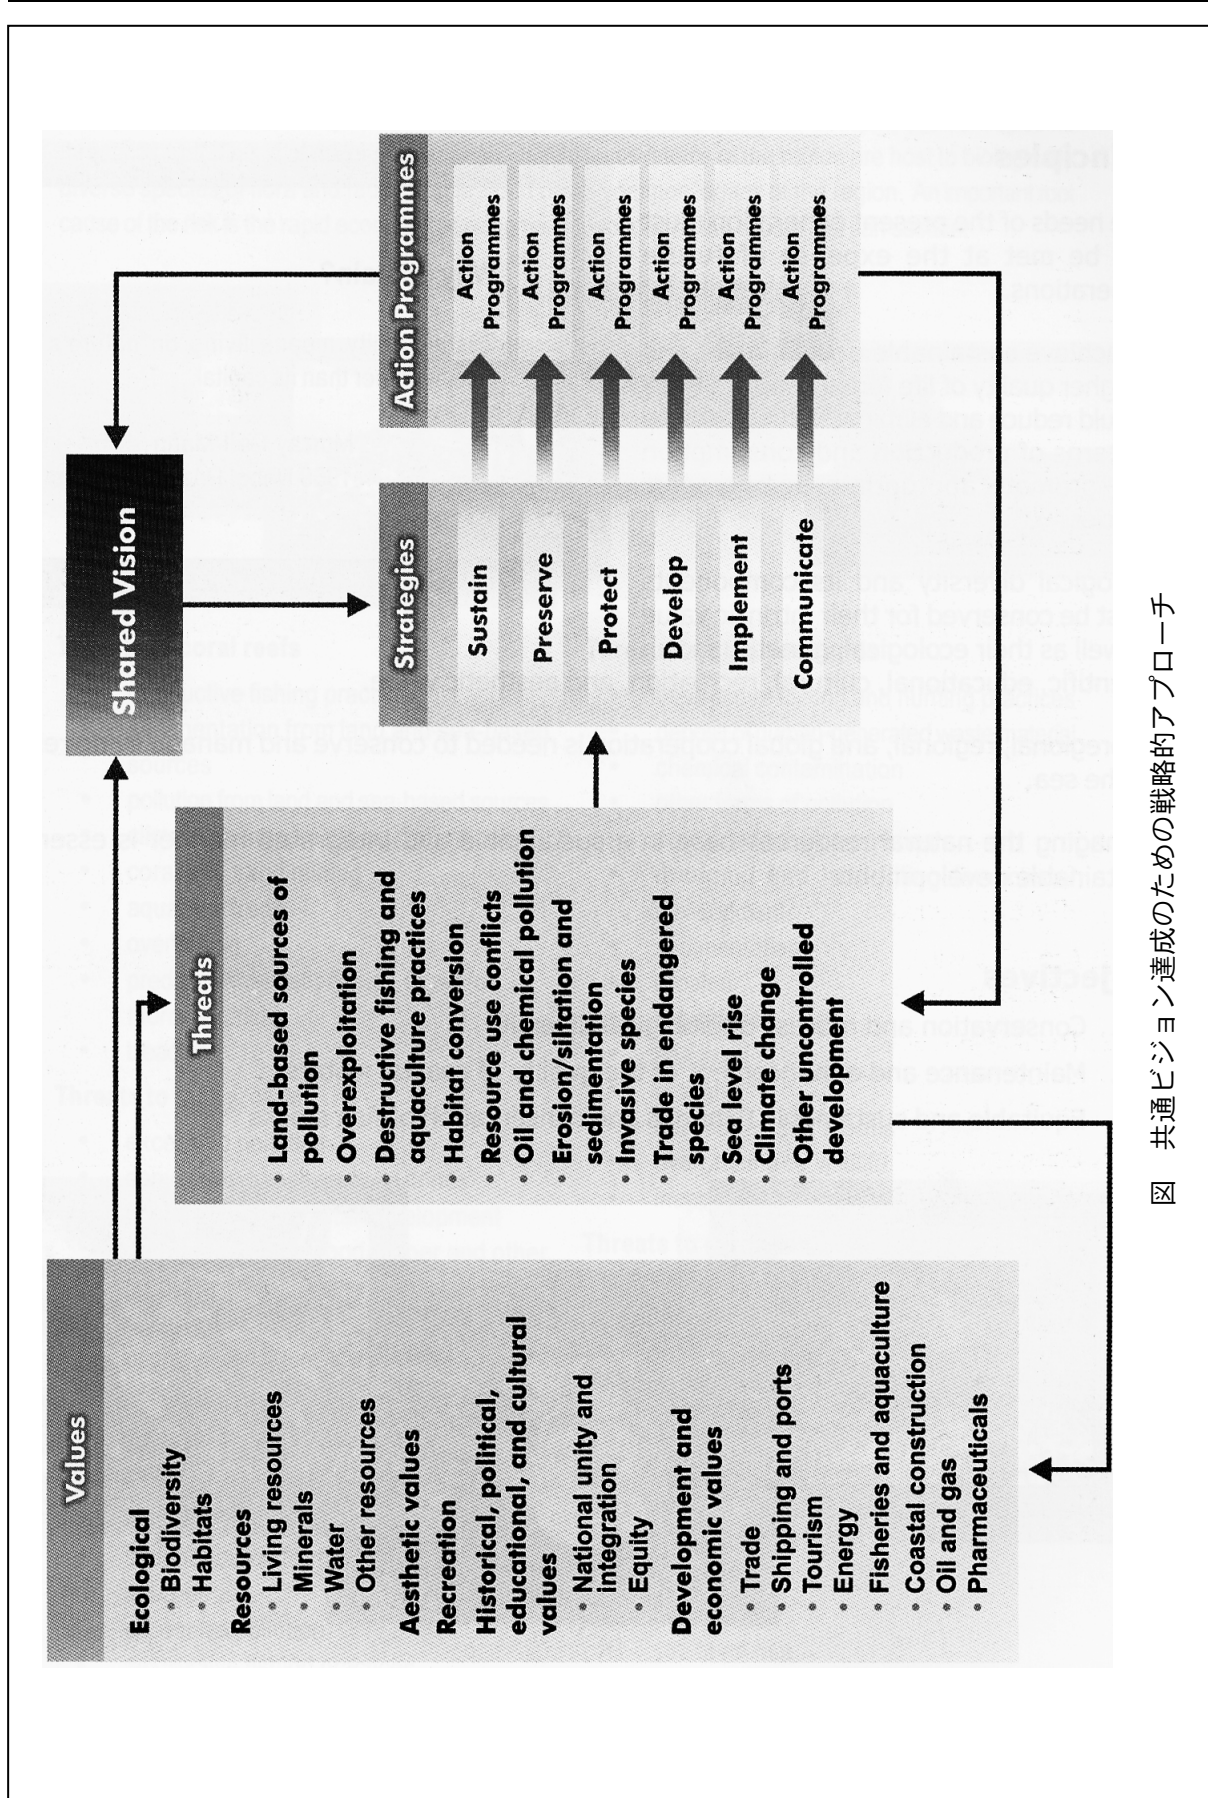 Values
Ecological
• Biodiversity
• Habitats
Resources
• Living resources
• Minerals
• Water
• Other resources
Aesthetic values
Recreation
Historical, political,
educational, and cultural
values
• National unity and
integration
• Equity
Development and
economic values
• Trade
• Shipping and ports
• Tourism
• Energy
• Fisheries and aquaculture
• Coastal construction
• Oil and gas
• Pharmaceuticals
Threats
• Land-based sources of
pollution
• Overexploitation
• Destructive fishing and
aquaculture practices
• Habitat conversion
• Resource use conflicts
• Oil and chemical pollution
• Erosion/siltation and
sedimentation
• Invasive species
• Trade in endangered
species
• Sea level rise
• Climate change
• Other uncontrolled
development
Shared Vision
Strategies
Sustain
Preserve
Protect
Develop
Implement
Communicate
Action Programmes
Action
Programmes
Action
Programmes
Action
Programmes
Action
Programmes
Action
Programmes
Action
Programmes
図 共通ビジョン達成のための戦略的アプローチ